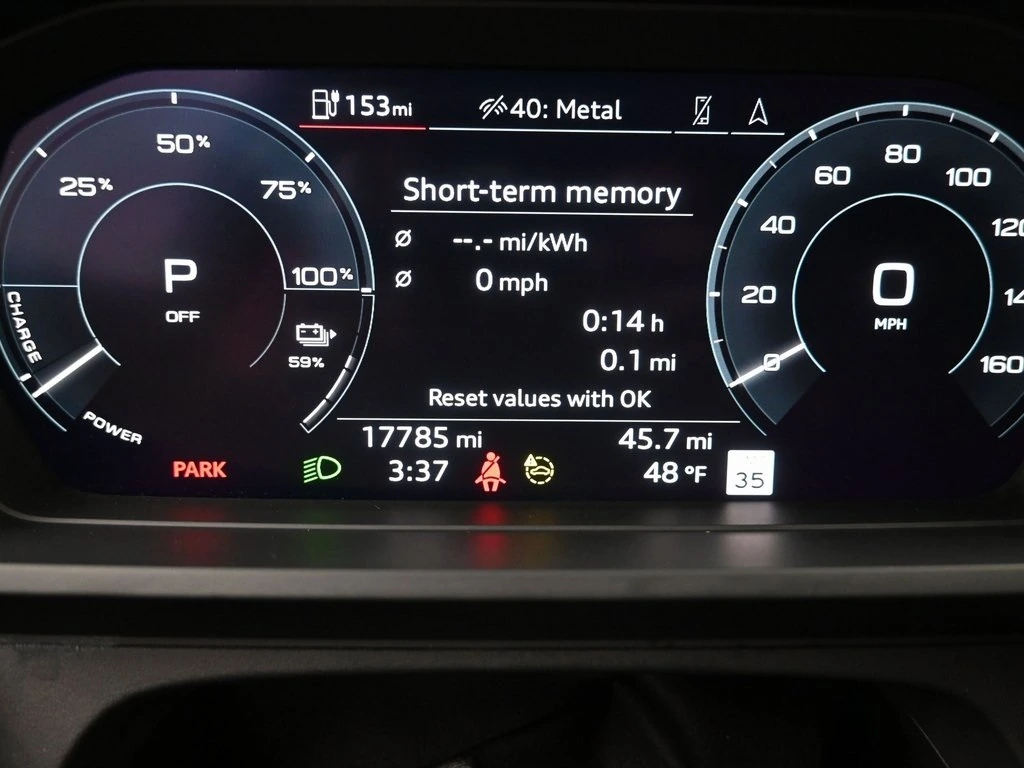 153mi
40: Metal
50%
25%
75%
100%
P
OFF
CHARGE
59%
POWER
Short-term memory
Ø --.- mi/kWh
Ø 0 mph
0:14 h
0.1 mi
Reset values with OK
17785 mi 45.7 mi
PARK 3:37 48 °F 35
80
60 100
40
20
0 160
0
MPH